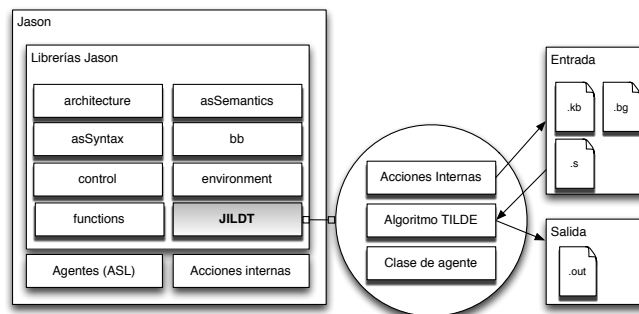 Jason
Librerías Jason
architecture
asSemantics
asSyntax
bb
control
environment
functions
JILDT
Agentes (ASL)
Acciones internas
Acciones Internas
Algoritmo TILDE
Clase de agente
Entrada
.kb
.bg
.s
Salida
.out